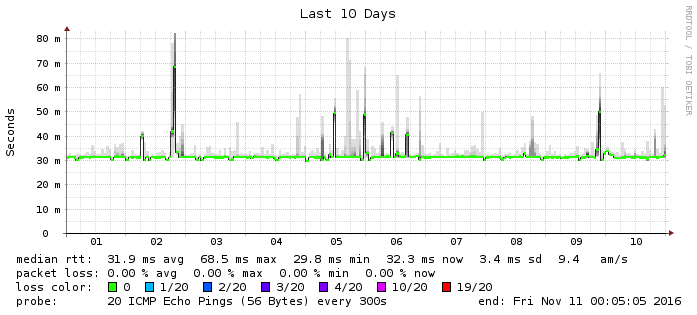 Last 10 Days
RRDTOOL / TOBI OETIKER
Seconds
80 m
70 m
60 m
50 m
40 m
30 m
20 m
10 m
0
01 02 03 04 05 06 07 08 09 10
median rtt: 31.9 ms avg 68.5 ms max 29.8 ms min 32.3 ms now 3.4 ms sd 9.4 am/s
packet loss: 0.00 % avg 0.00 % max 0.00 % min 0.00 % now
loss color: 0 1/20 2/20 3/20 4/20 10/20 19/20
probe: 20 ICMP Echo Pings (56 Bytes) every 300s end: Fri Nov 11 00:05:05 2016